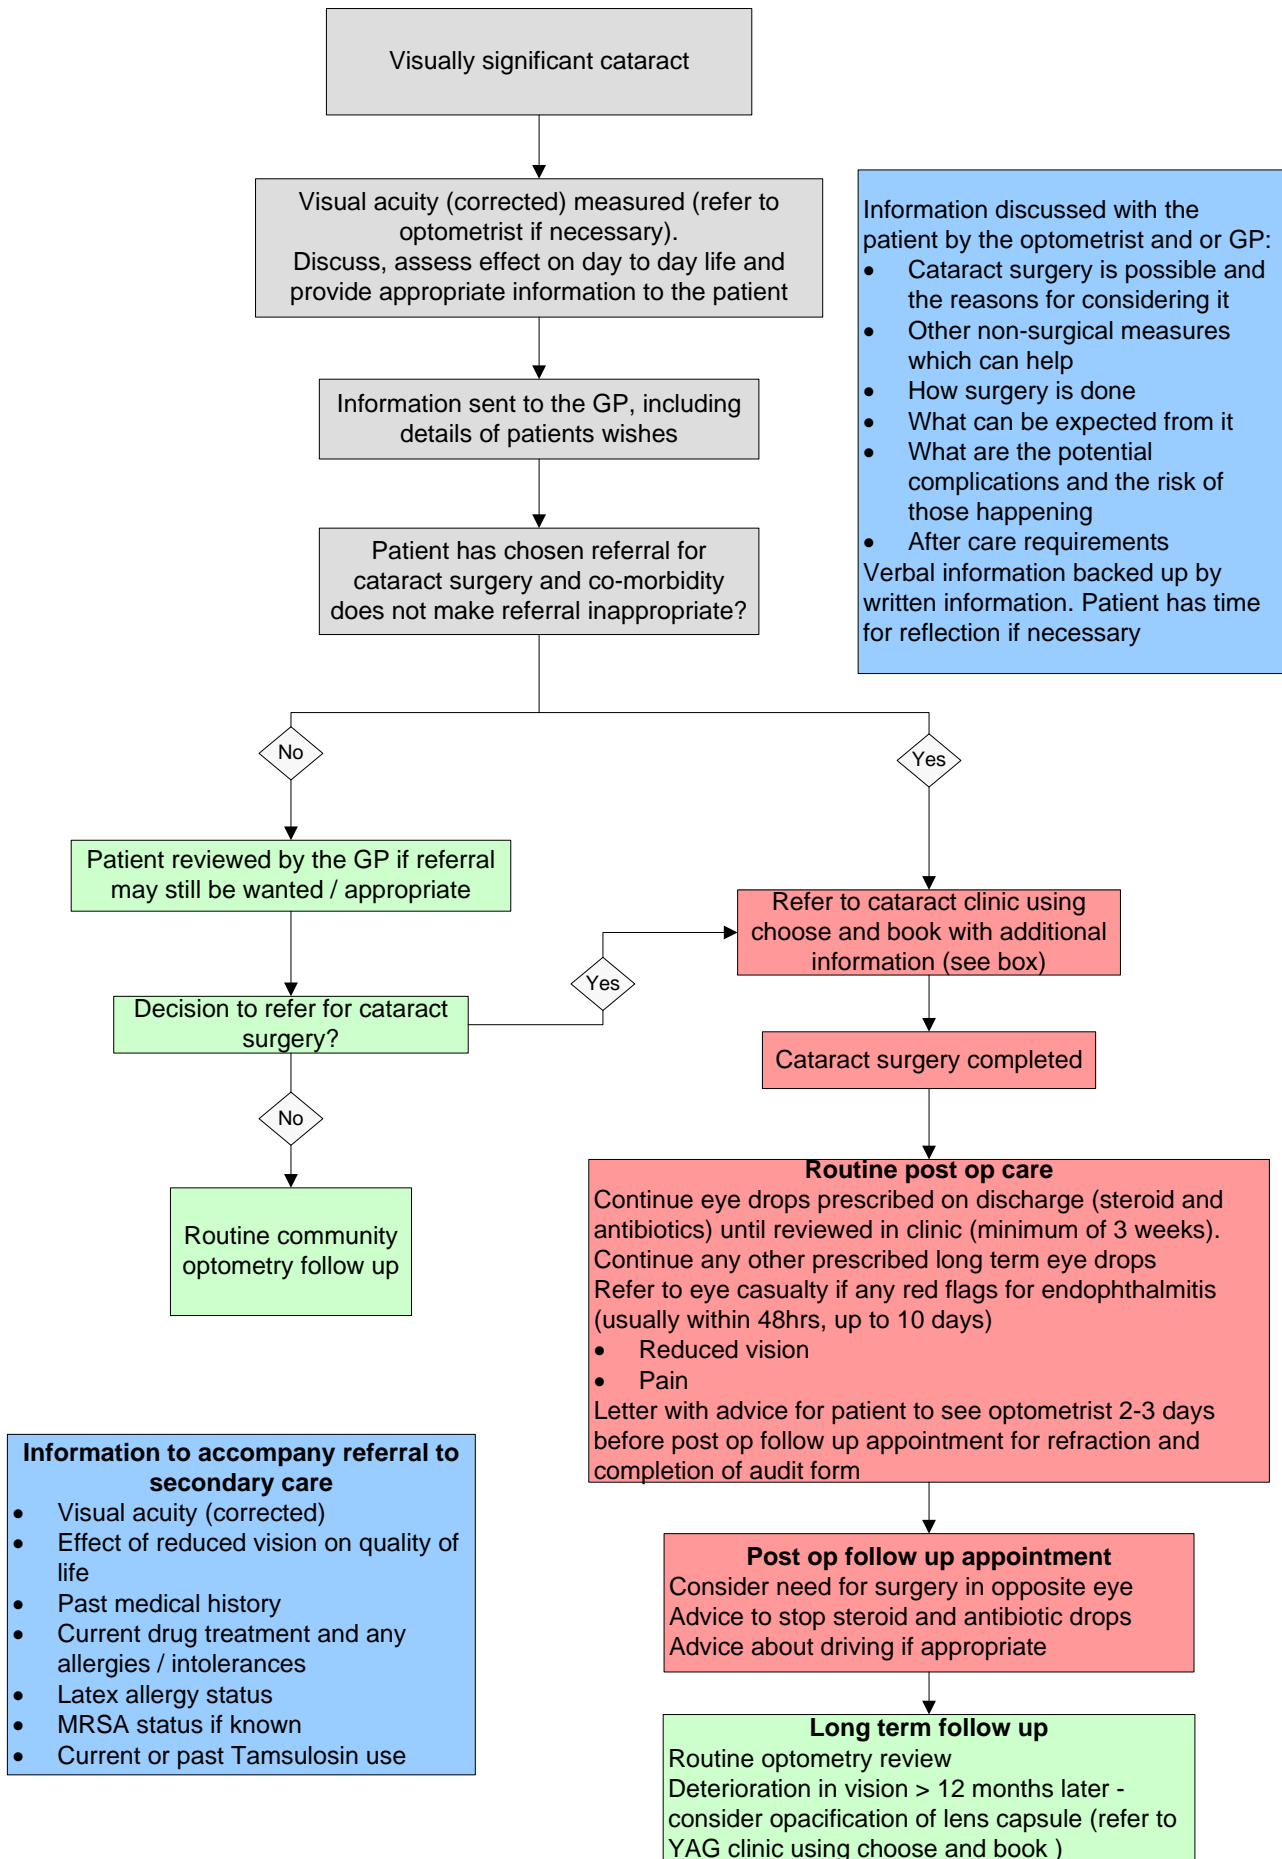 Visually significant cataract
Visual acuity (corrected) measured (refer to
optometrist if necessary).
Discuss, assess effect on day to day life and
provide appropriate information to the patient
Information discussed with the
patient by the optometrist and or GP:
• Cataract surgery is possible and
the reasons for considering it
• Other non-surgical measures
which can help
• How surgery is done
• What can be expected from it
• What are the potential
complications and the risk of
those happening
• After care requirements
Verbal information backed up by
written information. Patient has time
for reflection if necessary
Information sent to the GP, including
details of patients wishes
Patient has chosen referral for
cataract surgery and co-morbidity
does not make referral inappropriate?
No
Yes
Patient reviewed by the GP if referral
may still be wanted / appropriate
Refer to cataract clinic using
choose and book with additional
information (see box)
Yes
Decision to refer for cataract
surgery?
Cataract surgery completed
No
Routine community
optometry follow up
Routine post op care
Continue eye drops prescribed on discharge (steroid and
antibiotics) until reviewed in clinic (minimum of 3 weeks).
Continue any other prescribed long term eye drops
Refer to eye casualty if any red flags for endophthalmitis
(usually within 48hrs, up to 10 days)
• Reduced vision
• Pain
Letter with advice for patient to see optometrist 2-3 days
before post op follow up appointment for refraction and
completion of audit form
Information to accompany referral to
secondary care
• Visual acuity (corrected)
• Effect of reduced vision on quality of
life
• Past medical history
• Current drug treatment and any
allergies / intolerances
• Latex allergy status
• MRSA status if known
• Current or past Tamsulosin use
Post op follow up appointment
Consider need for surgery in opposite eye
Advice to stop steroid and antibiotic drops
Advice about driving if appropriate
Long term follow up
Routine optometry review
Deterioration in vision > 12 months later -
consider opacification of lens capsule (refer to
YAG clinic using choose and book )